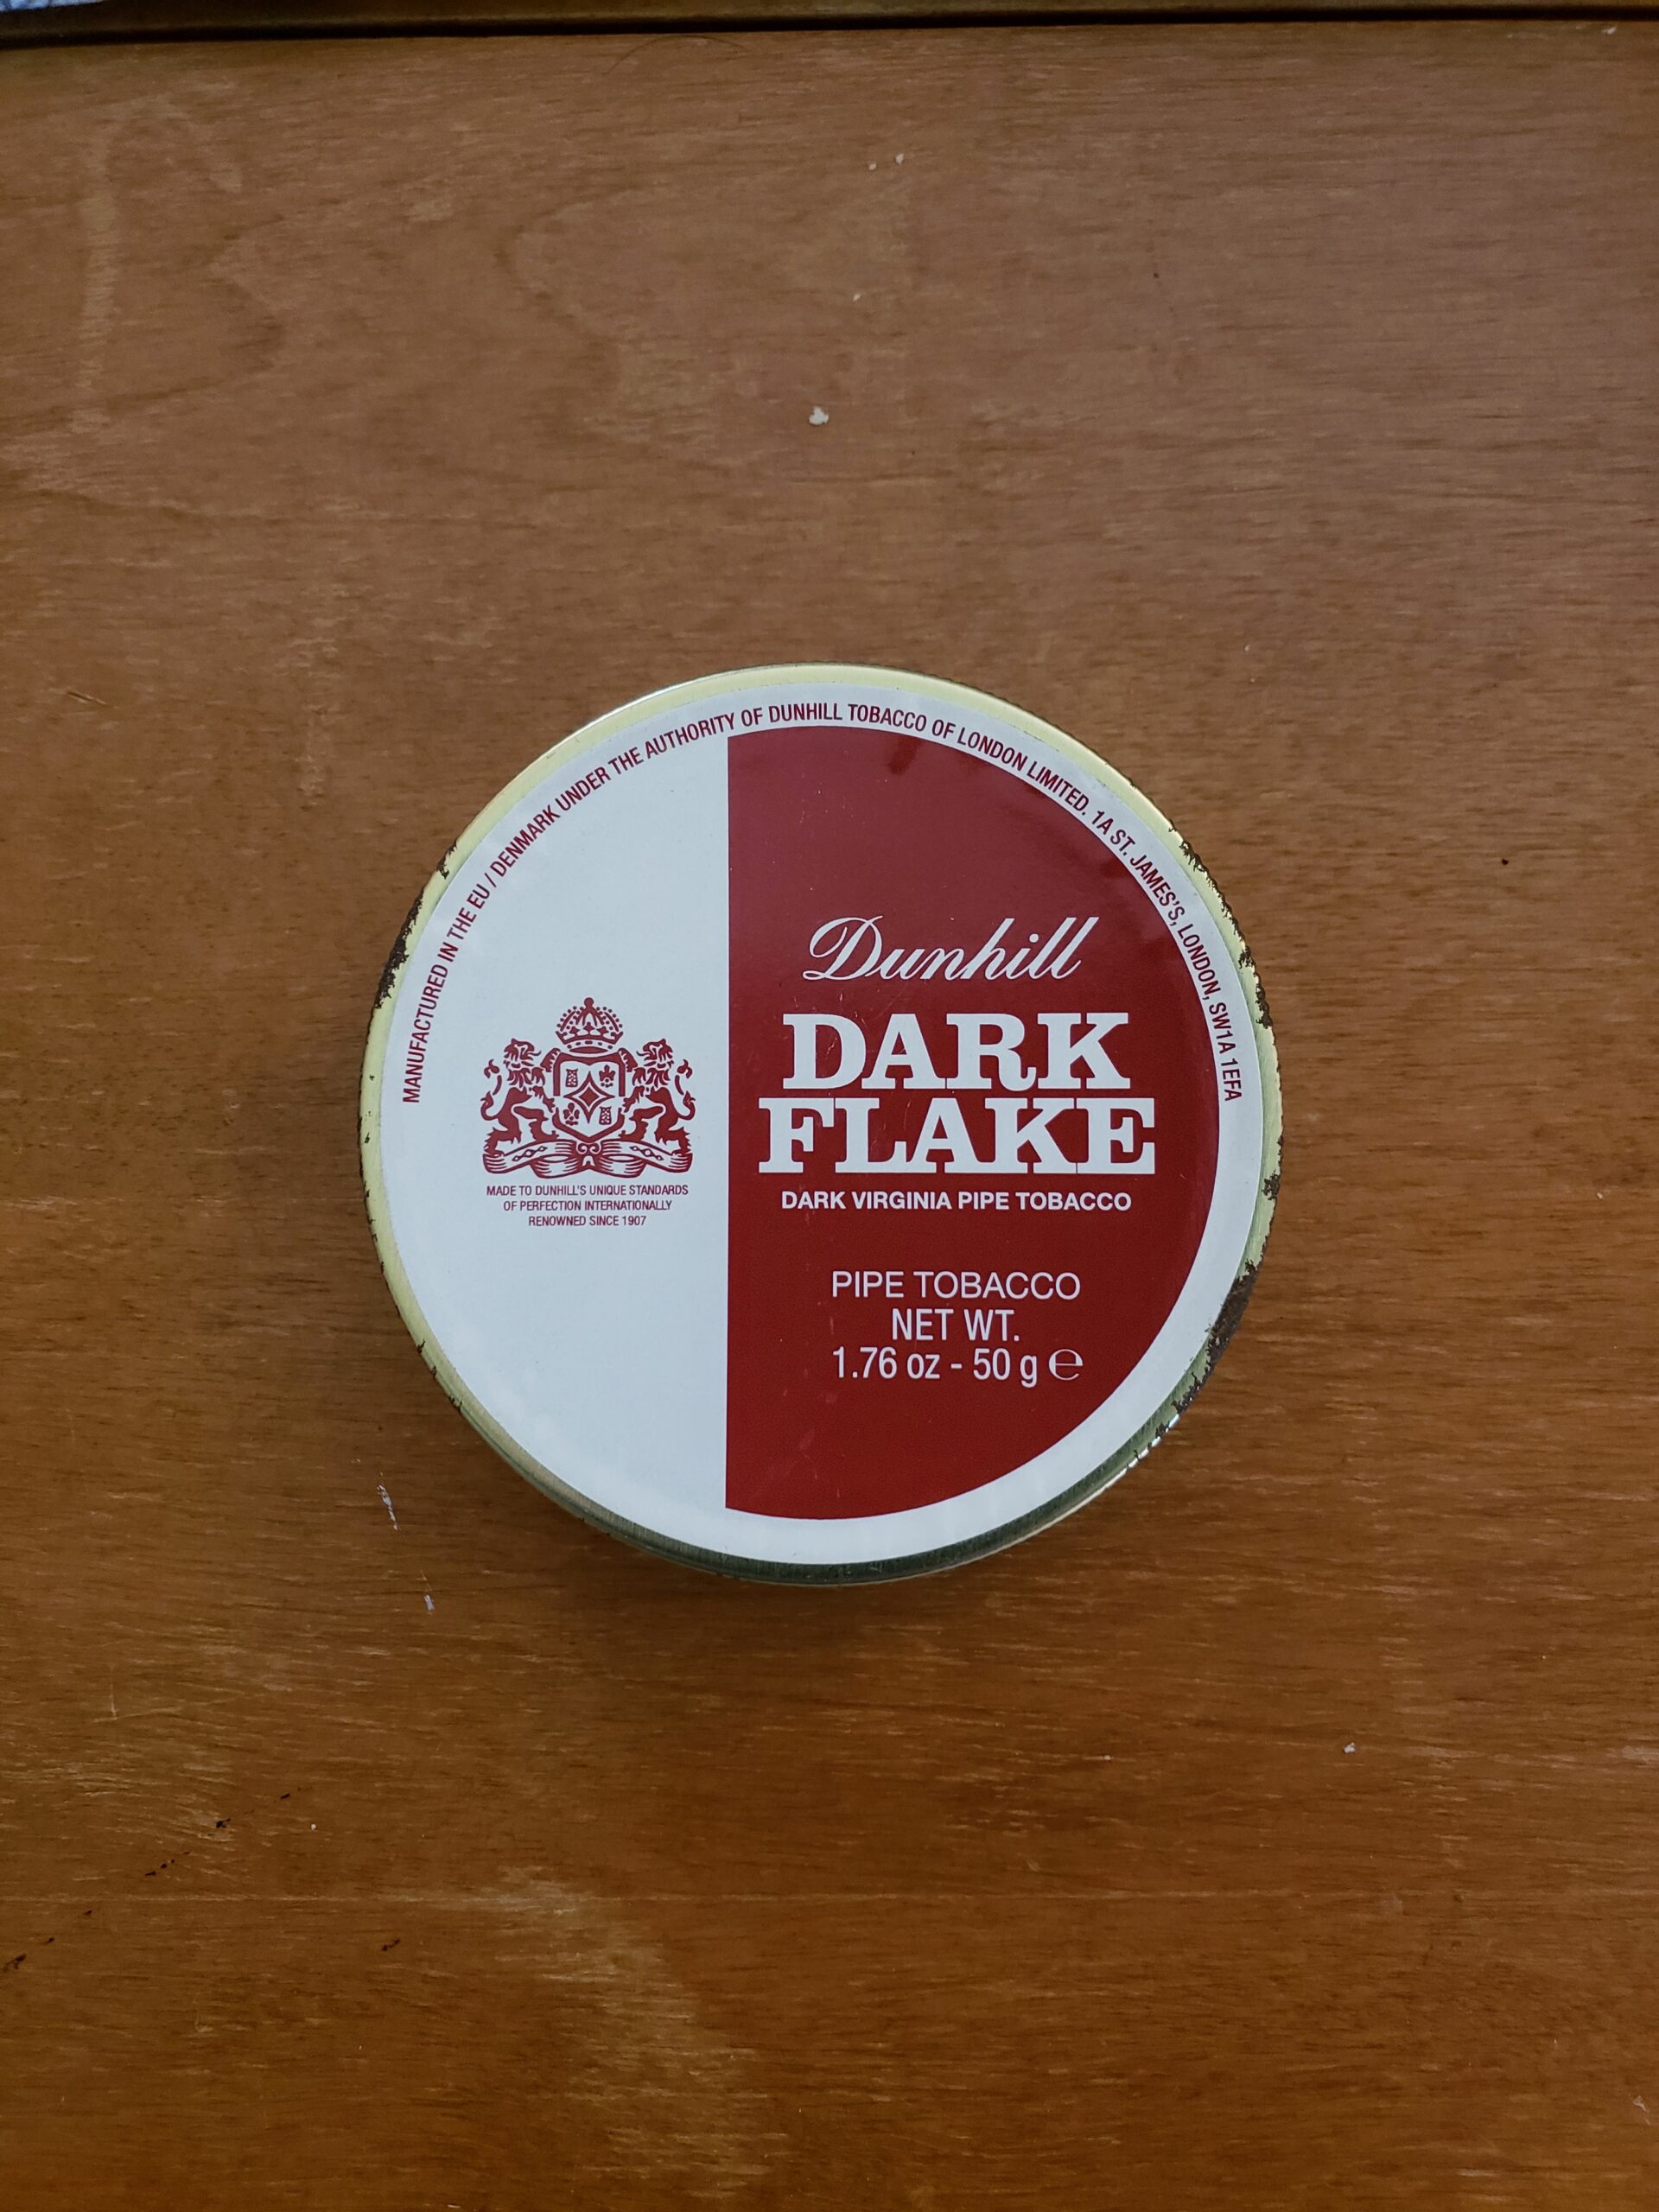 MANUFACTURED IN THE EU / DENMARK UNDER THE AUTHORITY OF DUNHILL TOBACCO OF LONDON LIMITED. 1A ST. JAMES'S, LONDON, SW1A 1EFA
Dunhill
DARK
FLAKE
DARK VIRGINIA PIPE TOBACCO
MADE TO DUNHILL'S UNIQUE STANDARDS
OF PERFECTION INTERNATIONALLY
RENOWNED SINCE 1907
PIPE TOBACCO
NET WT.
1.76 oz - 50 g ℮